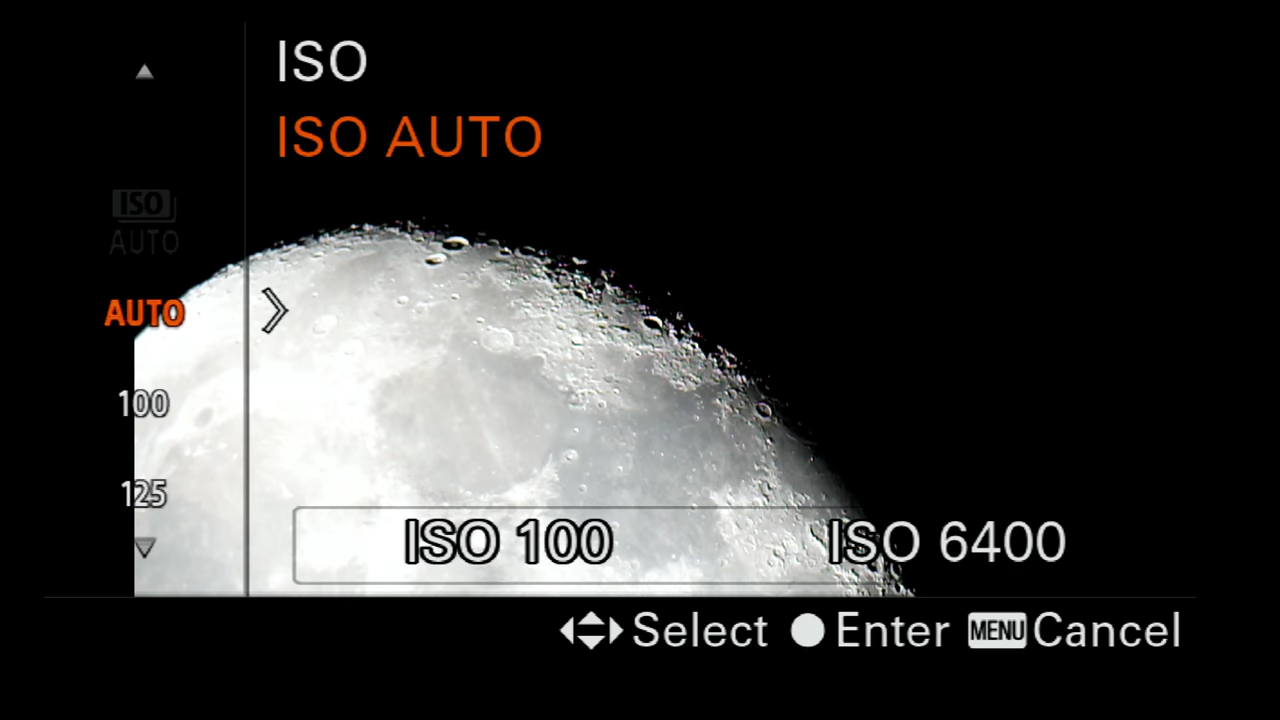 ISO
ISO AUTO
ISO
AUTO
AUTO
100
125
ISO 100 ISO 6400
Select Enter MENU Cancel